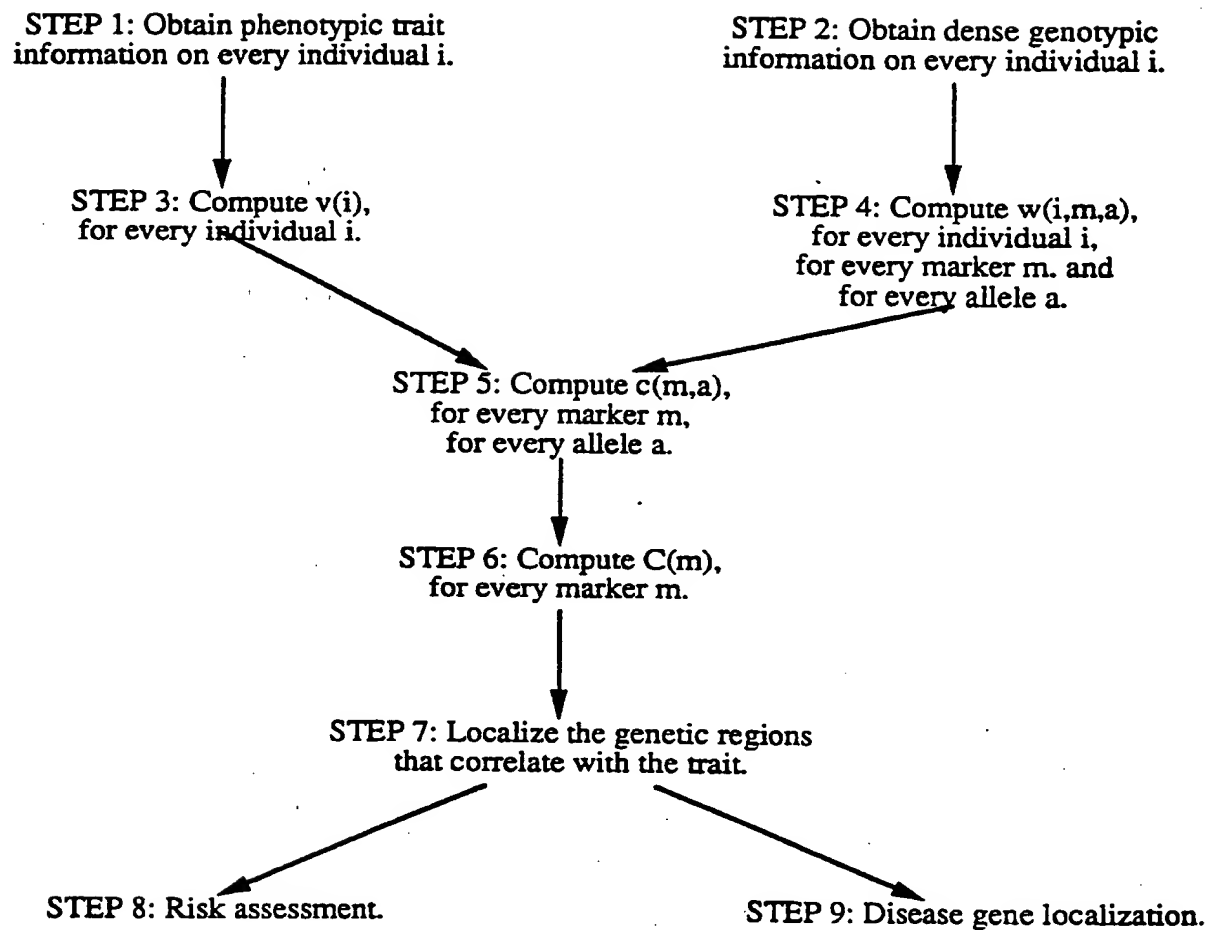 STEP 1: Obtain phenotypic trait
information on every individual i.
STEP 2: Obtain dense genotypic
information on every individual i.
STEP 3: Compute v(i),
for every individual i.
STEP 4: Compute w(i,m,a),
for every individual i,
for every marker m. and
for every allele a.
STEP 5: Compute c(m,a),
for every marker m,
for every allele a.
STEP 6: Compute C(m),
for every marker m.
STEP 7: Localize the genetic regions
that correlate with the trait.
STEP 8: Risk assessment.
STEP 9: Disease gene localization.